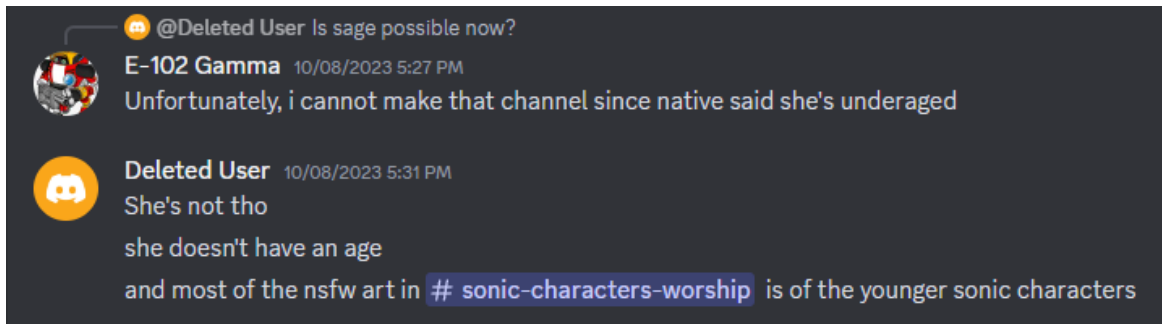 @Deleted User Is sage possible now?
E-102 Gamma 10/08/2023 5:27 PM
Unfortunately, i cannot make that channel since native said she's underaged
Deleted User 10/08/2023 5:31 PM
She's not tho
she doesn't have an age
and most of the nsfw art in # sonic-characters-worship is of the younger sonic characters